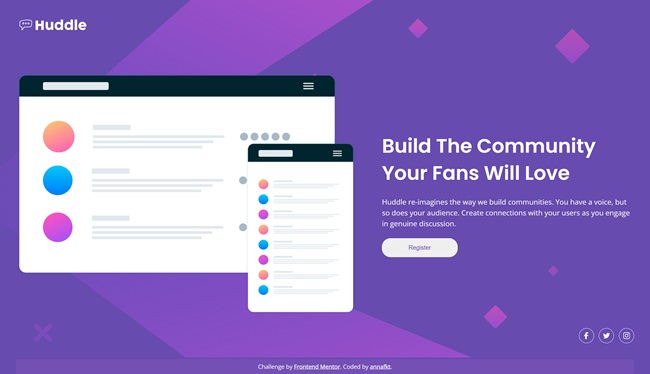 Huddle
Build The Community
Your Fans Will Love
Huddle re-imagines the way we build communities. You have a voice, but
so does your audience. Create connections with your users as you engage
in genuine discussion.
Register
Challenge by Frontend Mentor. Coded by annafkt.